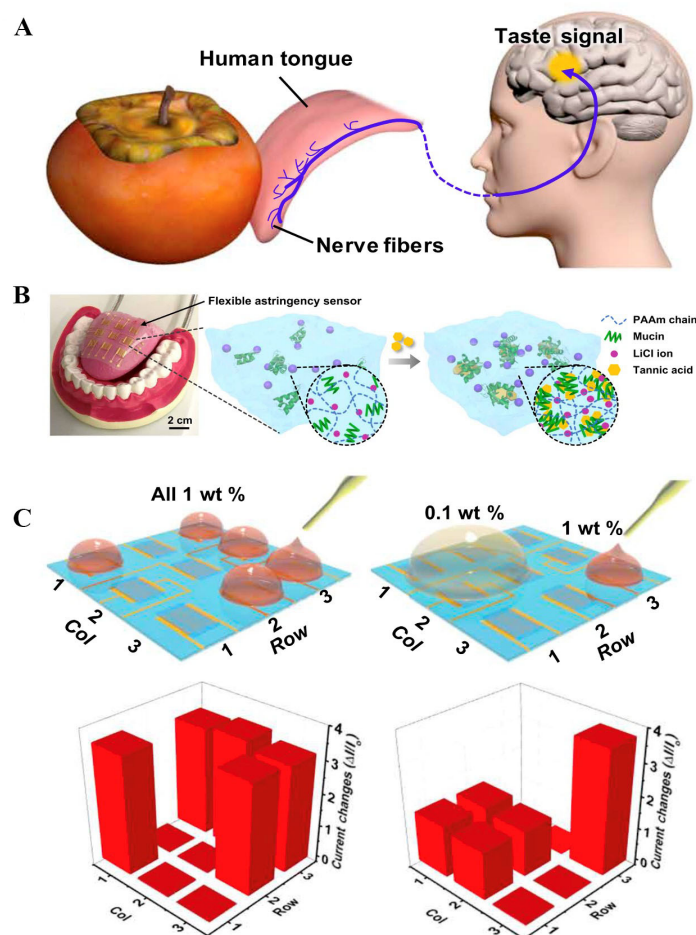 A
Taste signal
Human tongue
Nerve fibers
B
Flexible astringency sensor
2 cm
PAAm chain
Mucin
LiCl ion
Tannic acid
C
All 1 wt %
1
2
3
Col
1
2
3
Row
0.1 wt %
1 wt %
1
2
3
Col
1
2
3
Row
4
3
2
1
0
Current changes (ΔI/I₀)
1
2
3
Col
1
2
3
Row
4
3
2
1
0
Current changes (ΔI/I₀)
1
2
3
Col
1
2
3
Row